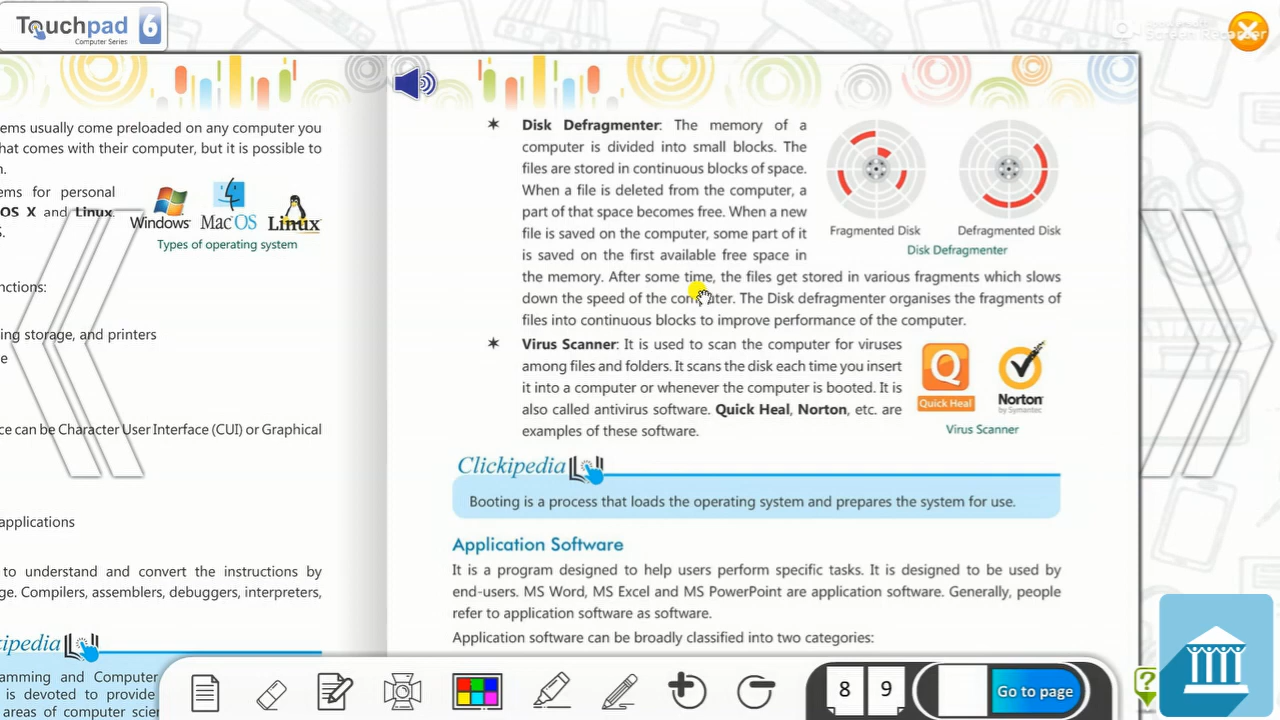 Touchpad 6
Computer Series
ems usually come preloaded on any computer you
hat comes with their computer, but it is possible to
ems for personal
OS X and Linux.
Windows MacOS Linux
Types of operating system
nctions:
ing storage, and printers
e
ce can be Character User Interface (CUI) or Graphical
applications
to understand and convert the instructions by
ge. Compilers, assemblers, debuggers, interpreters,
kipedia
amming and Computer
is devoted to provide
areas of computer scien
Disk Defragmenter: The memory of a
computer is divided into small blocks. The
files are stored in continuous blocks of space.
When a file is deleted from the computer, a
part of that space becomes free. When a new
file is saved on the computer, some part of it
is saved on the first available free space in
the memory. After some time, the files get stored in various fragments which slows
down the speed of the computer. The Disk defragmenter organises the fragments of
files into continuous blocks to improve performance of the computer.
Fragmented Disk Defragmented Disk
Disk Defragmenter
Virus Scanner: It is used to scan the computer for viruses
among files and folders. It scans the disk each time you insert
it into a computer or whenever the computer is booted. It is
also called antivirus software. Quick Heal, Norton, etc. are
examples of these software.
Q
Quick Heal
Norton
by Symantec
Virus Scanner
Clickipedia
Booting is a process that loads the operating system and prepares the system for use.
Application Software
It is a program designed to help users perform specific tasks. It is designed to be used by
end-users. MS Word, MS Excel and MS PowerPoint are application software. Generally, people
refer to application software as software.
Application software can be broadly classified into two categories:
8 9 Go to page
?
Screen Recorder